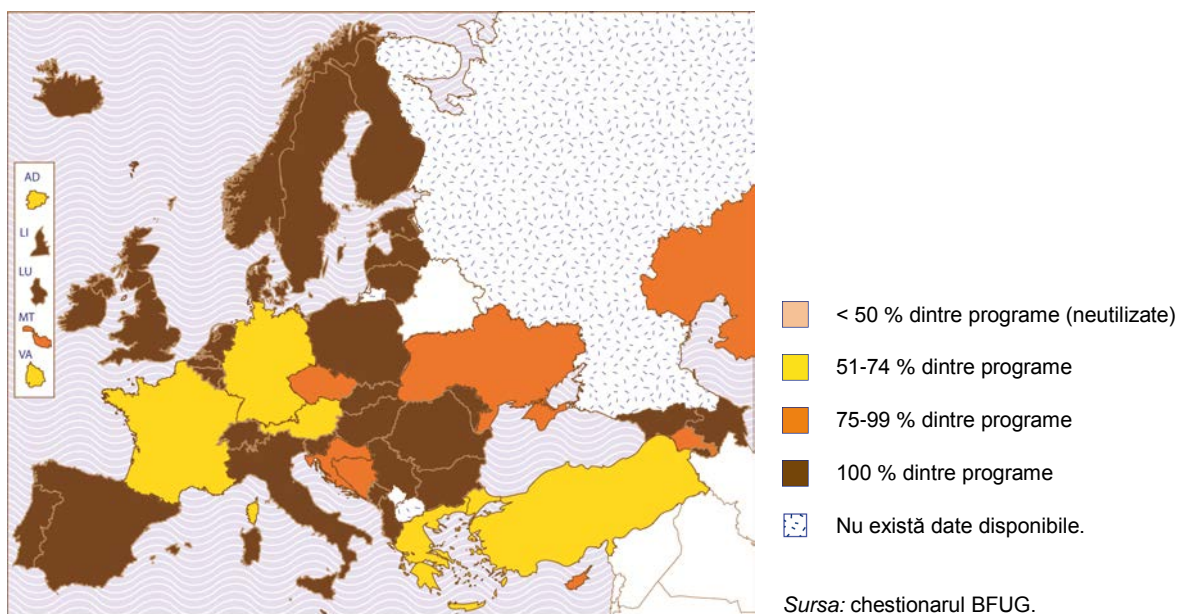 AD
LI
LU
MT
VA
< 50 % dintre programe (neutilizate)
51-74 % dintre programe
75-99 % dintre programe
100 % dintre programe
Nu există date disponibile.
Sursa: chestionarul BFUG.